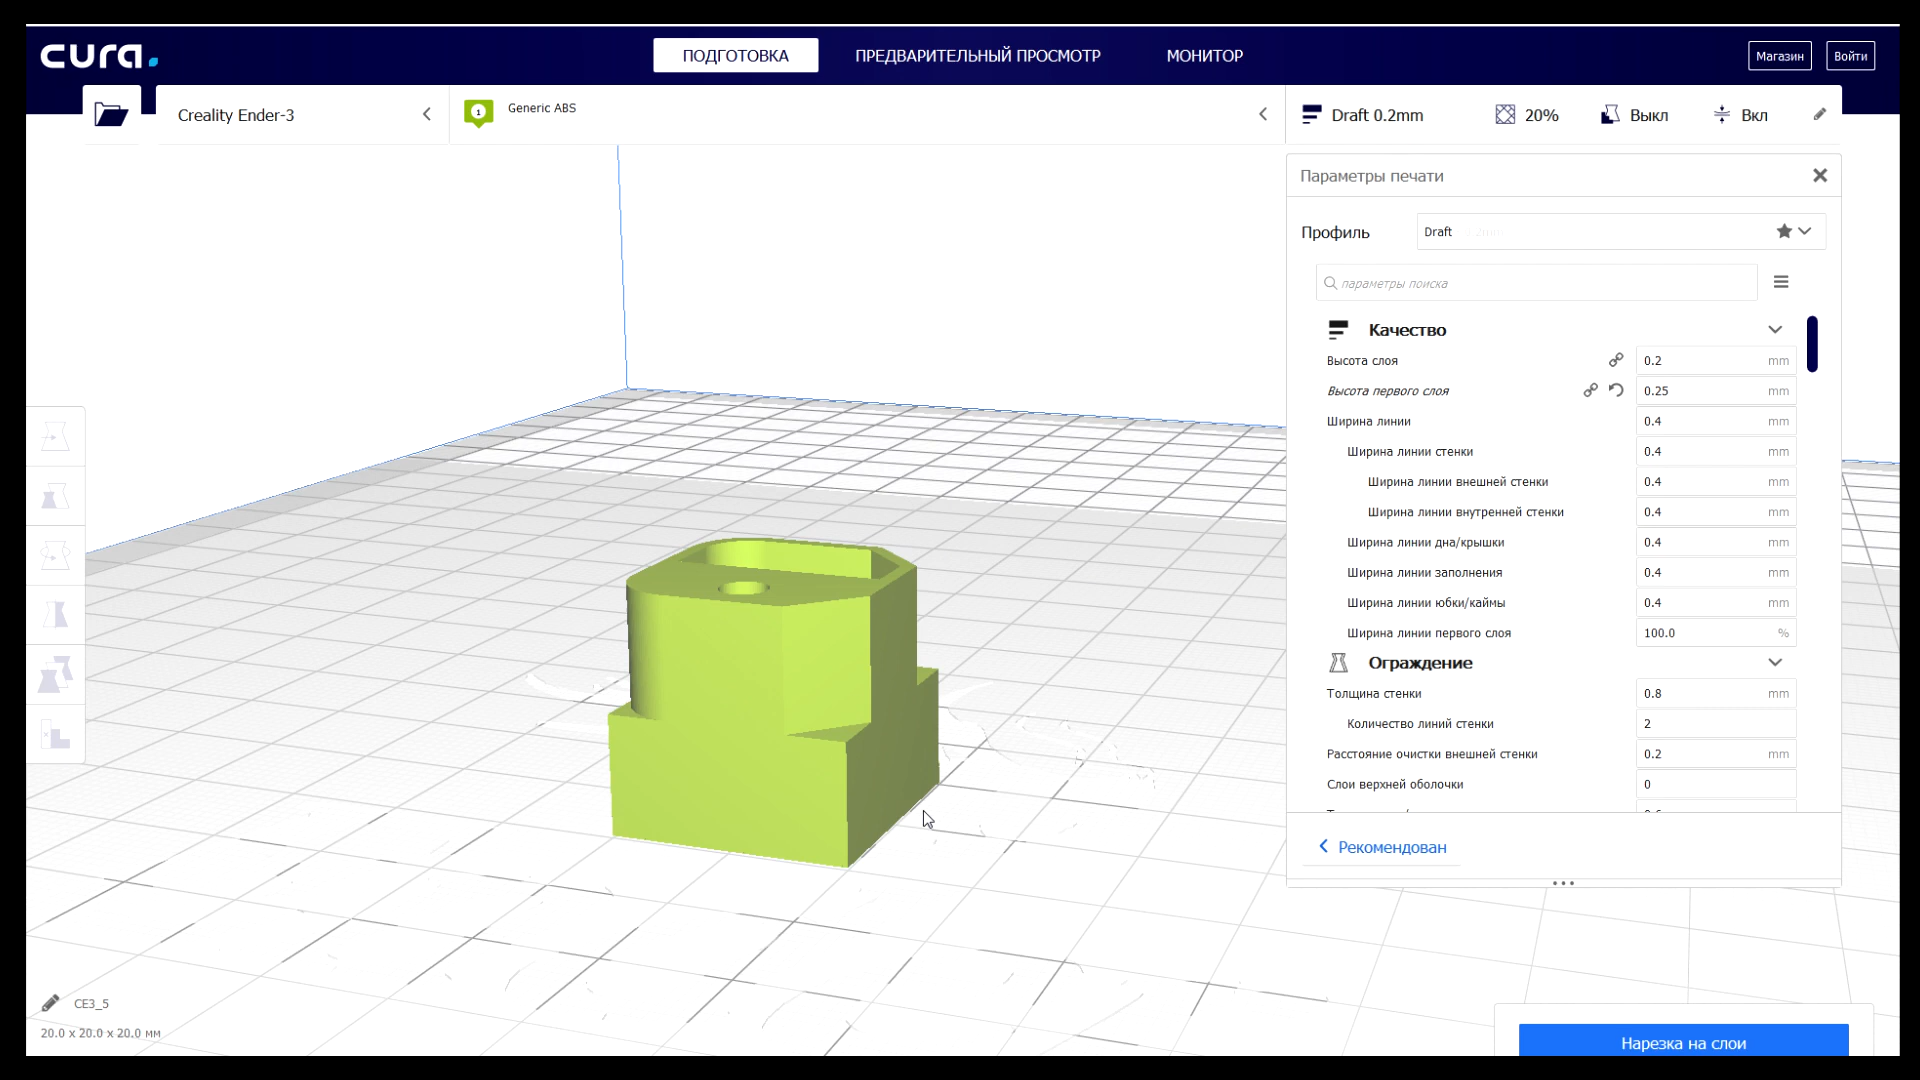 cura.
ПОДГОТОВКА
ПРЕДВАРИТЕЛЬНЫЙ ПРОСМОТР
МОНИТОР
Магазин
Войти
Creality Ender-3
1
Generic ABS
Draft 0.2mm
20%
Выкл
Вкл
Параметры печати
Профиль
Draft
параметры поиска
Качество
Высота слоя 0.2 mm
Высота первого слоя 0.25 mm
Ширина линии 0.4 mm
Ширина линии стенки 0.4 mm
Ширина линии внешней стенки 0.4 mm
Ширина линии внутренней стенки 0.4 mm
Ширина линии дна/крышки 0.4 mm
Ширина линии заполнения 0.4 mm
Ширина линии юбки/каймы 0.4 mm
Ширина линии первого слоя 100.0 %
Ограждение
Толщина стенки 0.8 mm
Количество линий стенки 2
Расстояние очистки внешней стенки 0.2 mm
Слои верхней оболочки 0
Рекомендован
CE3_5
20.0 x 20.0 x 20.0 мм
Нарезка на слои